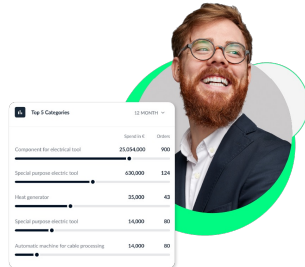 Top 5 Categories 12 MONTH
Spend in £ Orders
Component for electrical tool 25,054,000 900
Special purpose electric tool 630,000 124
Heat generator 35,000 43
Special purpose electric tool 14,000 80
Automatic machine for cable processing 14,000 80